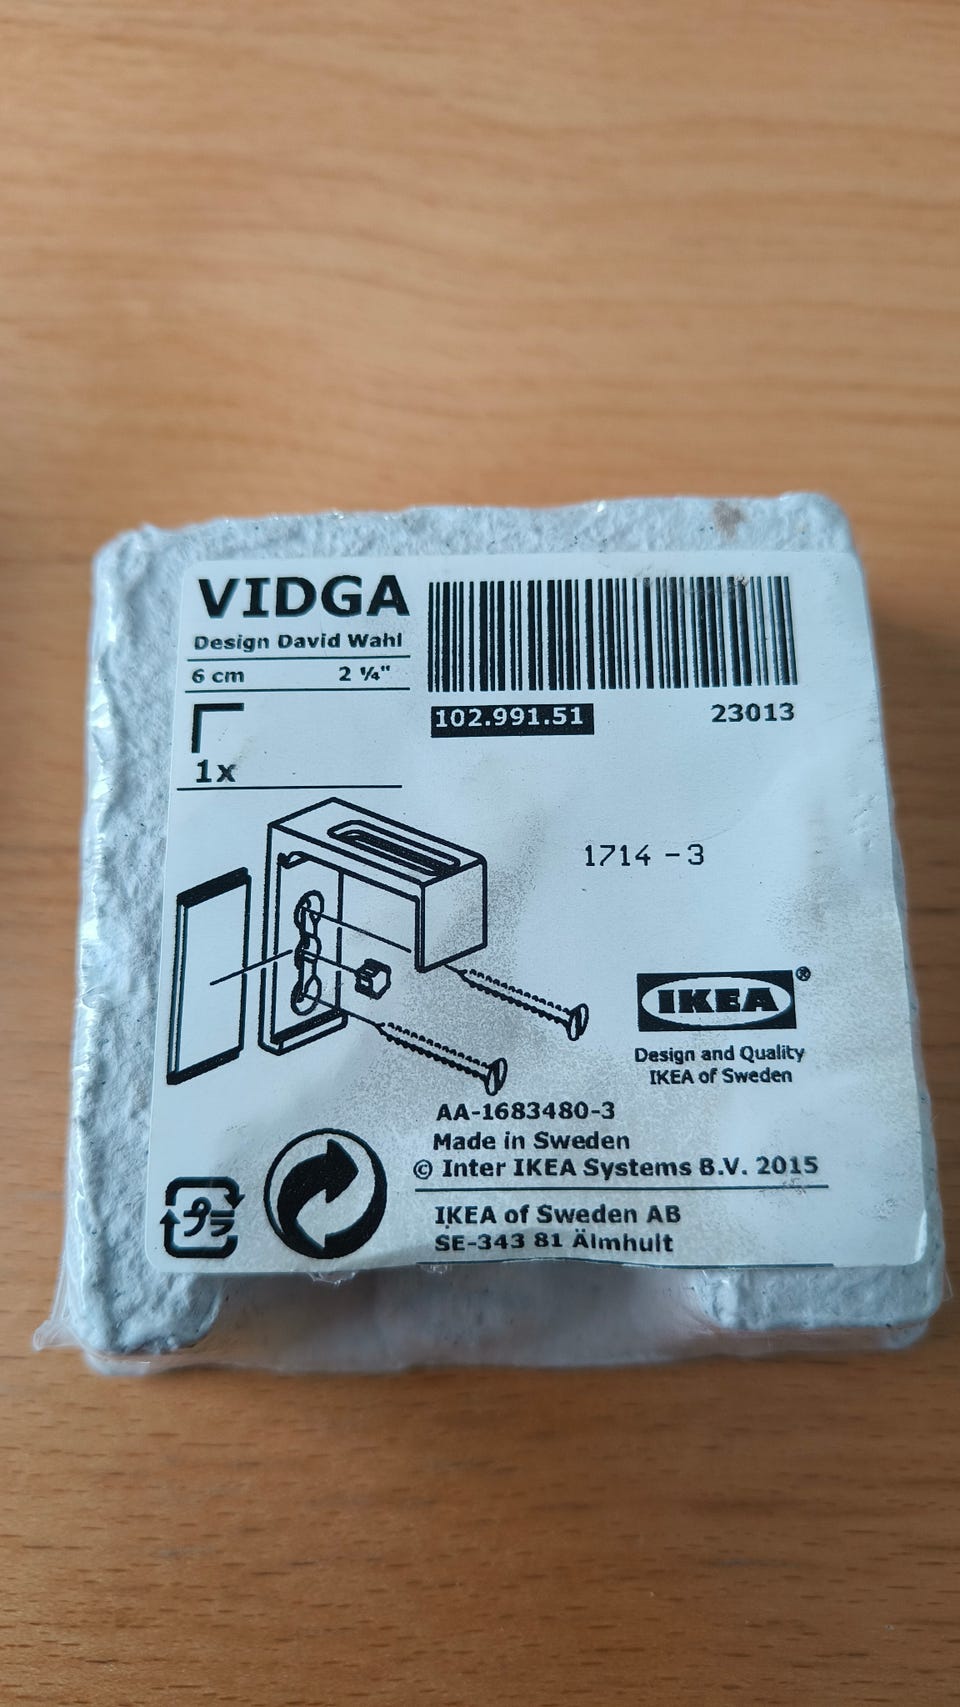 VIDGA
Design David Wahl
6 cm 2 ¼"
1x
102.991.51 23013
1714 - 3
IKEA®
Design and Quality
IKEA of Sweden
AA-1683480-3
Made in Sweden
© Inter IKEA Systems B.V. 2015
IKEA of Sweden AB
SE-343 81 Älmhult
プラ